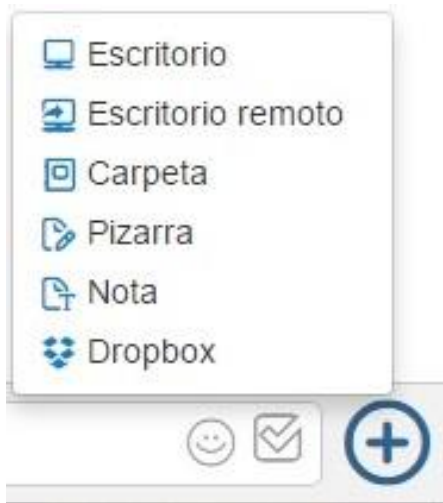 Escritorio
Escritorio remoto
Carpeta
Pizarra
Nota
Dropbox